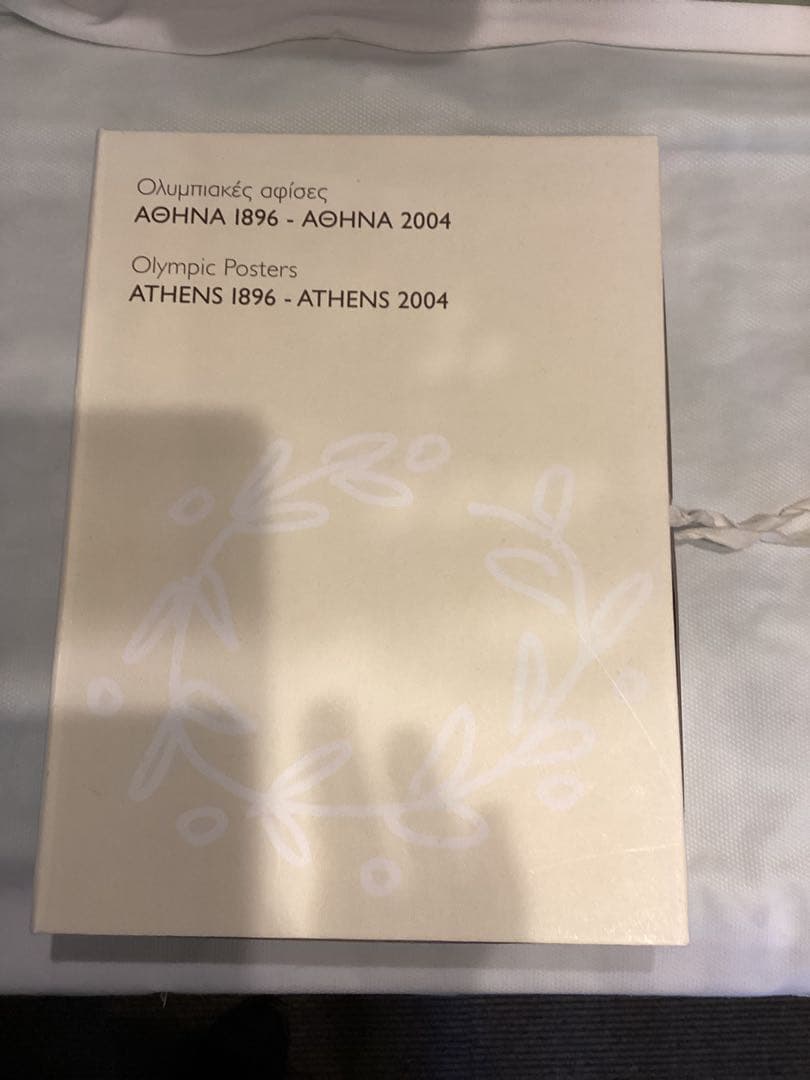 Ολυμπιακές αφίσες
ΑΘΗΝΑ 1896 - ΑΘΗΝΑ 2004
Olympic Posters
ATHENS 1896 - ATHENS 2004